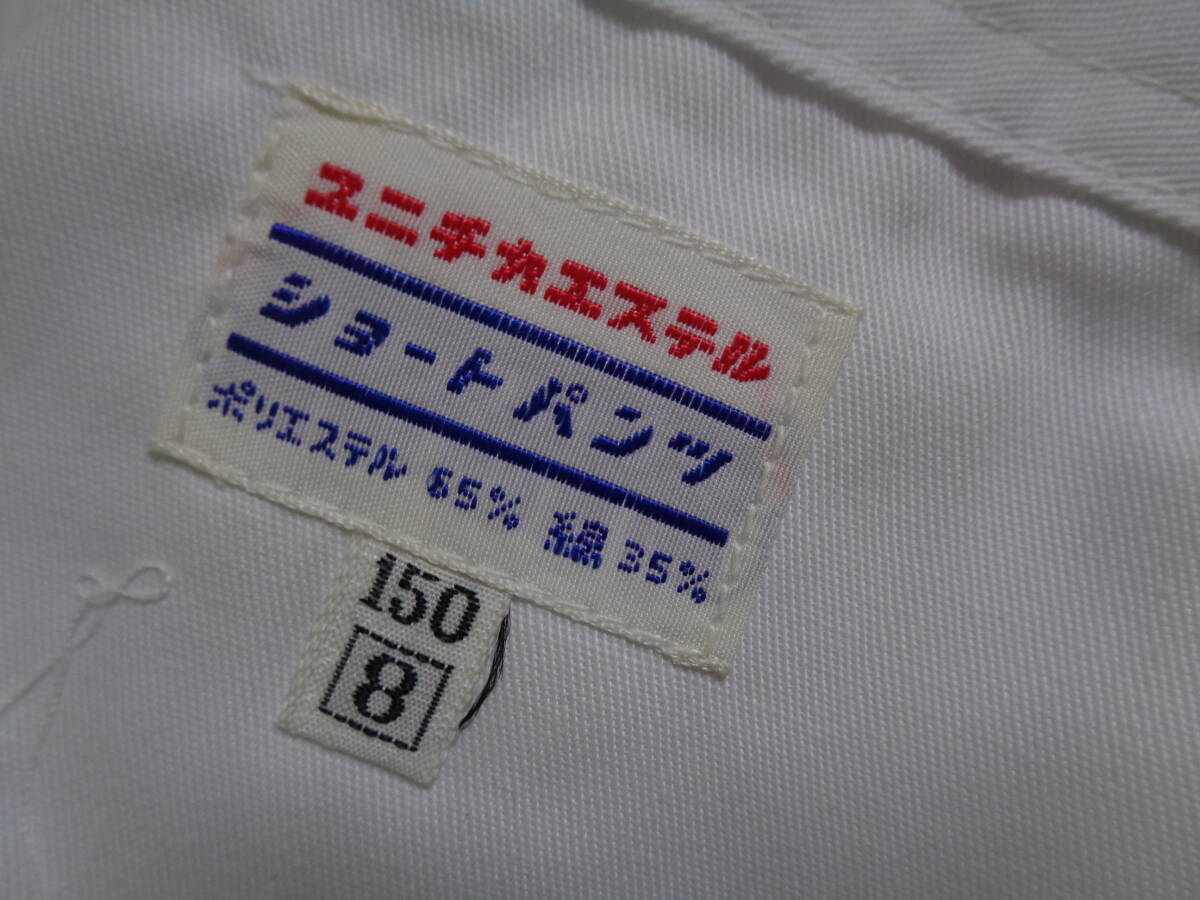 ユニチカエステル
ショートパンツ
ポリエステル 65% 綿 35%
150
8